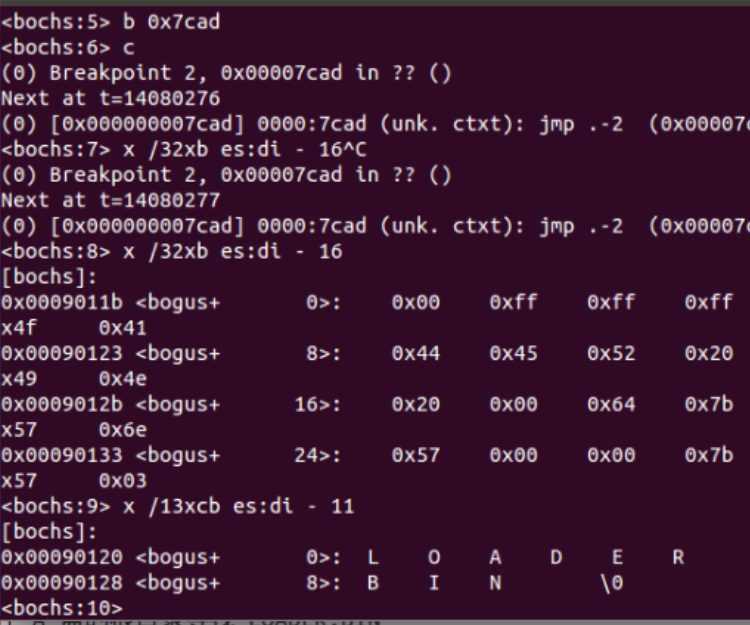 <bochs:5> b 0x7cad
<bochs:6> c
(0) Breakpoint 2, 0x00007cad in ?? ()
Next at t=14080276
(0) [0x000000007cad] 0000:7cad (unk. ctxt): jmp .-2  (0x00007c
<bochs:7> x /32xb es:di - 16^C
(0) Breakpoint 2, 0x00007cad in ?? ()
Next at t=14080277
(0) [0x000000007cad] 0000:7cad (unk. ctxt): jmp .-2  (0x00007c
<bochs:8> x /32xb es:di - 16
[bochs]:
0x0009011b <bogus+       0>:    0x00    0xff    0xff    0xff
x4f     0x41
0x00090123 <bogus+       8>:    0x44    0x45    0x52    0x20
x49     0x4e
0x0009012b <bogus+      16>:    0x20    0x00    0x64    0x7b
x57     0x6e
0x00090133 <bogus+      24>:    0x57    0x00    0x00    0x7b
x57     0x03
<bochs:9> x /13xcb es:di - 11
[bochs]:
0x00090120 <bogus+       0>:  L    O    A    D    E    R
0x00090128 <bogus+       8>:  B    I    N        \0
<bochs:10>